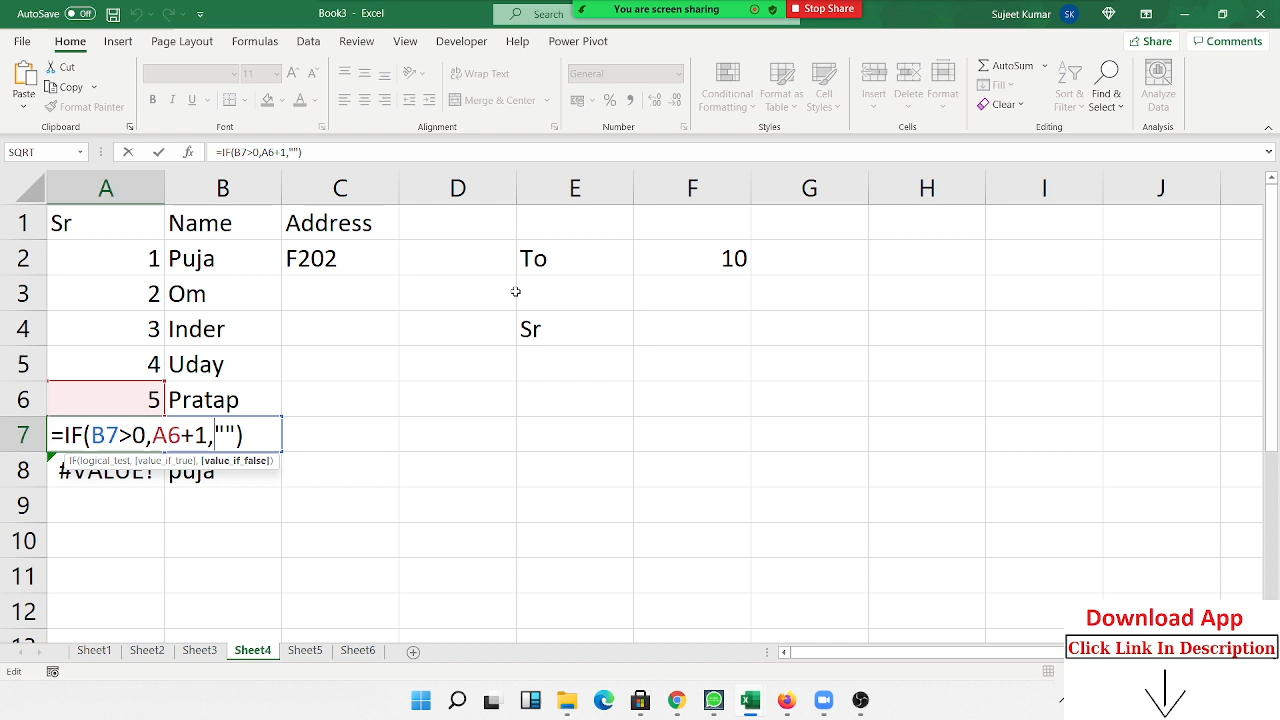 AutoSave Off Book3 - Excel Search You are screen sharing Stop Share Sujeet Kumar SK
File Home Insert Page Layout Formulas Data Review View Developer Help Power Pivot Share Comments
Paste Cut Copy Format Painter Clipboard
11 B I U Font
Wrap Text Merge & Center Alignment
General % Number
Conditional Formatting Format as Table Cell Styles Styles
Insert Delete Format Cells
AutoSum Fill Clear Sort & Filter Find & Select Editing
Analyze Data Analysis
SQRT fx =IF(B7>0,A6+1,"")
A B C D E F G H I J
1 Sr Name Address
2 1 Puja F202 To 10
3 2 Om
4 3 Inder Sr
5 4 Uday
6 5 Pratap
7 =IF(B7>0,A6+1,"")
IF(logical_test, [value_if_true], [value_if_false])
8 #VALUE! puja
9
10
11
12
13
Download App
Click Link In Description
Sheet1 Sheet2 Sheet3 Sheet4 Sheet5 Sheet6
Edit